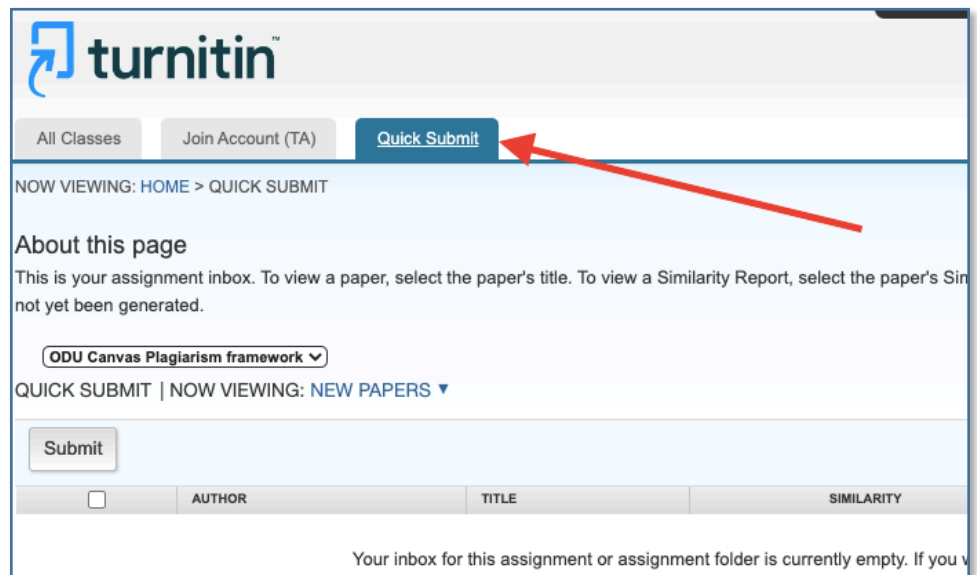 turnitin™
All Classes Join Account (TA) Quick Submit
NOW VIEWING: HOME > QUICK SUBMIT
About this page
This is your assignment inbox. To view a paper, select the paper's title. To view a Similarity Report, select the paper's
not yet been generated.
ODU Canvas Plagiarism framework
QUICK SUBMIT | NOW VIEWING: NEW PAPERS ▼
Submit
AUTHOR TITLE SIMILARITY
Your inbox for this assignment or assignment folder is currently empty. If you